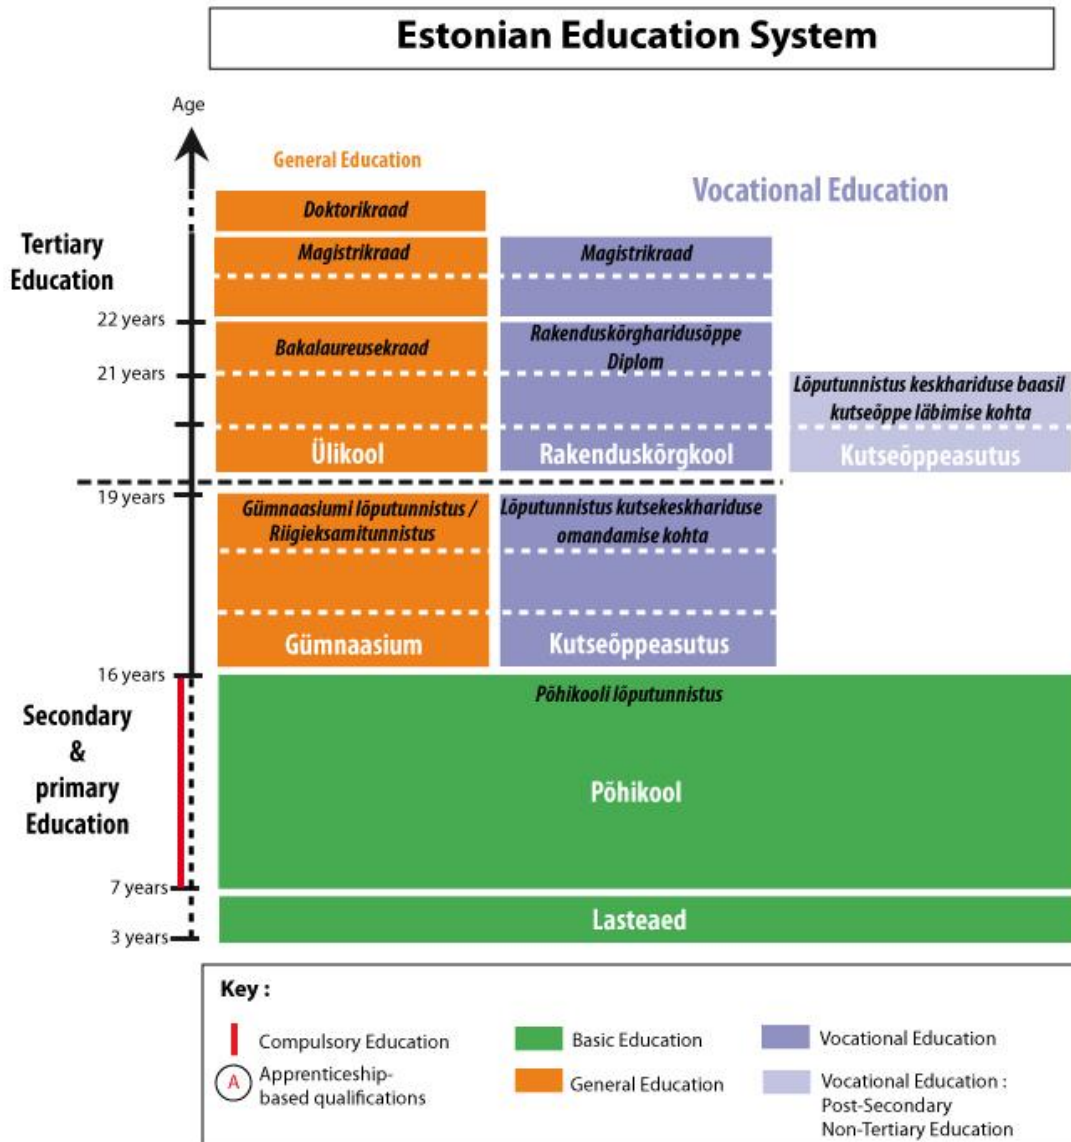 Estonian Education System
Age
General Education
Vocational Education
Doktorikraad
Tertiary
Education
Magistrikraad
Magistrikraad
22 years
Bakalaureusekraad
Rakenduskõrgharidusõppe
Diplom
21 years
Lõputunnistus keskhariduse baasil
kutseõppe läbimise kohta
Ülikool
Rakenduskõrgkool
Kutseõppeasutus
19 years
Gümnaasiumi lõputunnistus /
Riigieksamitunnistus
Lõputunnistus kutsekeskhariduse
omandamise kohta
Gümnaasium
Kutseõppeasutus
16 years
Põhikooli lõputunnistus
Secondary
&
primary
Education
Põhikool
7 years
Lasteaed
3 years
Key :
Compulsory Education
A
Apprenticeship-
based qualifications
Basic Education
General Education
Vocational Education
Vocational Education :
Post-Secondary
Non-Tertiary Education